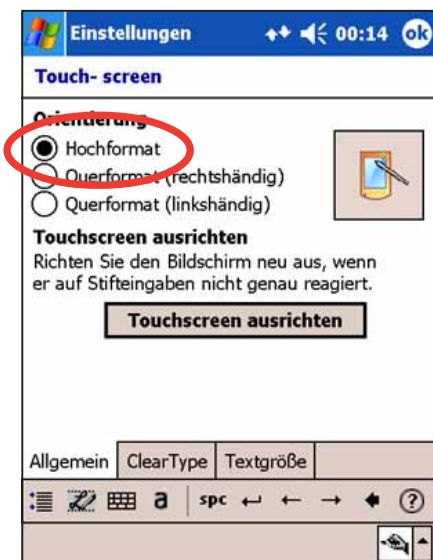 Einstellungen 00:14 ok
Touch- screen
Orientierung
Hochformat
Querformat (rechtshändig)
Querformat (linkshändig)
Touchscreen ausrichten
Richten Sie den Bildschirm neu aus, wenn
er auf Stifteingaben nicht genau reagiert.
Touchscreen ausrichten
Allgemein ClearType Textgröße
a spc ?